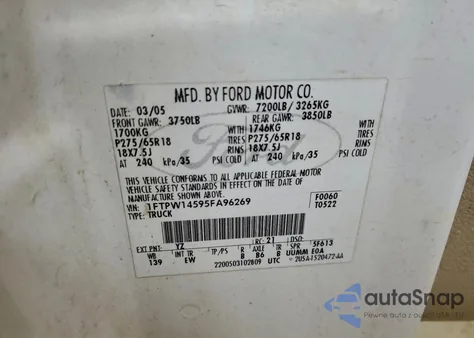 MFD. BY FORD MOTOR CO.
DATE: 03/05 GVWR: 7200LB/ 3265KG
FRONT GAWR: 3750LB REAR GAWR: 3850LB
1700KG WITH 1746KG WITH
P275/65R18 TIRES P275/65R18 TIRES
18X7.5J RIMS 18X7.5J RIMS
AT 240 kPa/35 PSI COLD AT 240 kPa/35 PSI COLD
THIS VEHICLE CONFORMS TO ALL APPLICABLE FEDERAL MOTOR
VEHICLE SAFETY STANDARDS IN EFFECT ON THE DATE OF
MANUFACTURE SHOWN ABOVE.
VIN: 1FTPW14595FA96269 F0060
TYPE: TRUCK T0522
EXT PNT: YZ RC: 21 DSO:
WB INT TR TP/PS R AXLE TR SPR 5F613
139 EW B B6 B UUMM E0A
2200503102809 UTC
autoSnap
Pewne auta z